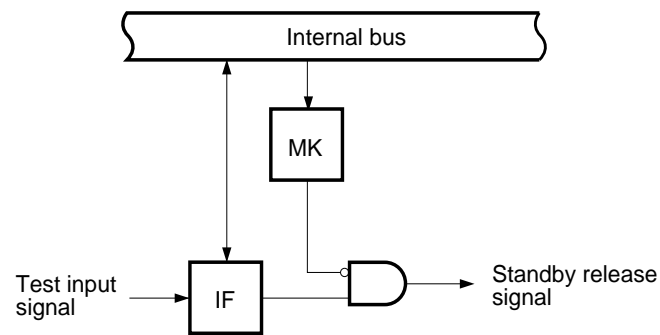 Internal bus
MK
Test input
signal
IF
Standby release
signal